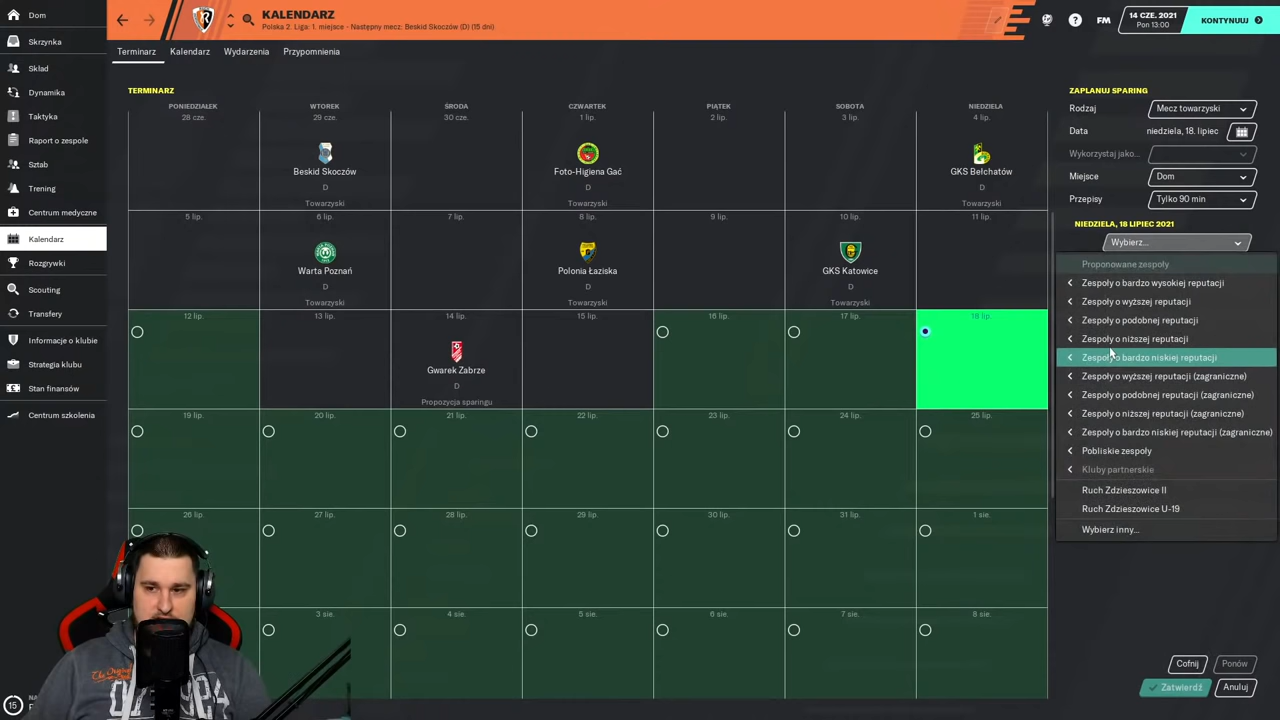 Dom
Skrzynka
Skład
Dynamika
Taktyka
Raport o zespole
Sztab
Trening
Centrum medyczne
Kalendarz
Rozgrywki
Scouting
Transfery
Informacje o klubie
Strategia klubu
Stan finansów
Centrum szkolenia
15
KALENDARZ
Polska 2. Liga: 1. miejsce - Następny mecz: Beskid Skoczów (D) (15 dni)
FM
14 CZE. 2021
Pon 13:00
KONTYNUUJ
Terminarz Kalendarz Wydarzenia Przypomnienia
TERMINARZ
PONIEDZIAŁEK WTOREK ŚRODA CZWARTEK PIĄTEK SOBOTA NIEDZIELA
28 cze. 29 cze. 30 cze. 1 lip. 2 lip. 3 lip. 4 lip.
Beskid Skoczów Foto-Higiena Gać GKS Bełchatów
D D D
Towarzyski Towarzyski Towarzyski
5 lip. 6 lip. 7 lip. 8 lip. 9 lip. 10 lip. 11 lip.
Warta Poznań Polonia Łaziska GKS Katowice
D D D
Towarzyski Towarzyski Towarzyski
12 lip. 13 lip. 14 lip. 15 lip. 16 lip. 17 lip. 18 lip.
Gwarek Zabrze
D
Propozycja sparingu
19 lip. 20 lip. 21 lip. 22 lip. 23 lip. 24 lip. 25 lip.
26 lip. 27 lip. 28 lip. 29 lip. 30 lip. 31 lip. 1 sie.
3 sie. 4 sie. 5 sie. 6 sie. 7 sie. 8 sie.
ZAPLANUJ SPARING
Rodzaj Mecz towarzyski
Data niedziela, 18. lipiec
Wykorzystaj jako...
Miejsce Dom
Przepisy Tylko 90 min
NIEDZIELA, 18 LIPIEC 2021
Wybierz...
Proponowane zespoły
Zespoły o bardzo wysokiej reputacji
Zespoły o wyższej reputacji
Zespoły o podobnej reputacji
Zespoły o niższej reputacji
Zespoły o bardzo niskiej reputacji
Zespoły o wyższej reputacji (zagraniczne)
Zespoły o podobnej reputacji (zagraniczne)
Zespoły o niższej reputacji (zagraniczne)
Zespoły o bardzo niskiej reputacji (zagraniczne)
Pobliskie zespoły
Kluby partnerskie
Ruch Zdzieszowice II
Ruch Zdzieszowice U-19
Wybierz inny...
Cofnij Ponów
Zatwierdź Anuluj